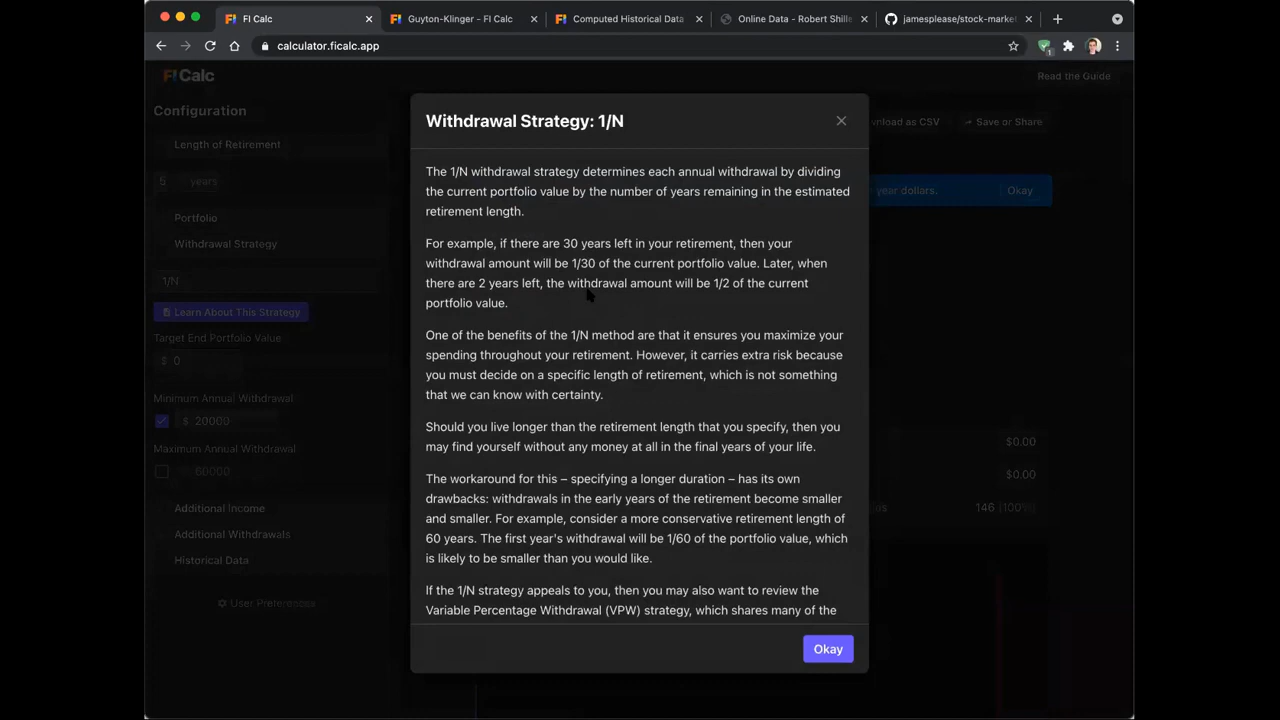 FI Calc
Guyton-Klinger – FI Calc
Computed Historical Data
Online Data - Robert Shille
jamesplease/stock-market
calculator.ficalc.app
1
FI Calc
Read the Guide
Configuration
Length of Retirement
5 years
Portfolio
Withdrawal Strategy
1/N
Learn About This Strategy
Target End Portfolio Value
$ 0
Minimum Annual Withdrawal
$ 20000
Maximum Annual Withdrawal
60000
Additional Income
Additional Withdrawals
Historical Data
User Preferences
Withdrawal Strategy: 1/N
The 1/N withdrawal strategy determines each annual withdrawal by dividing
the current portfolio value by the number of years remaining in the estimated
retirement length.
For example, if there are 30 years left in your retirement, then your
withdrawal amount will be 1/30 of the current portfolio value. Later, when
there are 2 years left, the withdrawal amount will be 1/2 of the current
portfolio value.
One of the benefits of the 1/N method are that it ensures you maximize your
spending throughout your retirement. However, it carries extra risk because
you must decide on a specific length of retirement, which is not something
that we can know with certainty.
Should you live longer than the retirement length that you specify, then you
may find yourself without any money at all in the final years of your life.
The workaround for this – specifying a longer duration – has its own
drawbacks: withdrawals in the early years of the retirement become smaller
and smaller. For example, consider a more conservative retirement length of
60 years. The first year's withdrawal will be 1/60 of the portfolio value, which
is likely to be smaller than you would like.
If the 1/N strategy appeals to you, then you may also want to review the
Variable Percentage Withdrawal (VPW) strategy, which shares many of the
Okay
wnload as CSV
Save or Share
year dollars.
Okay
$0.00
$0.00
us 146 (100%)